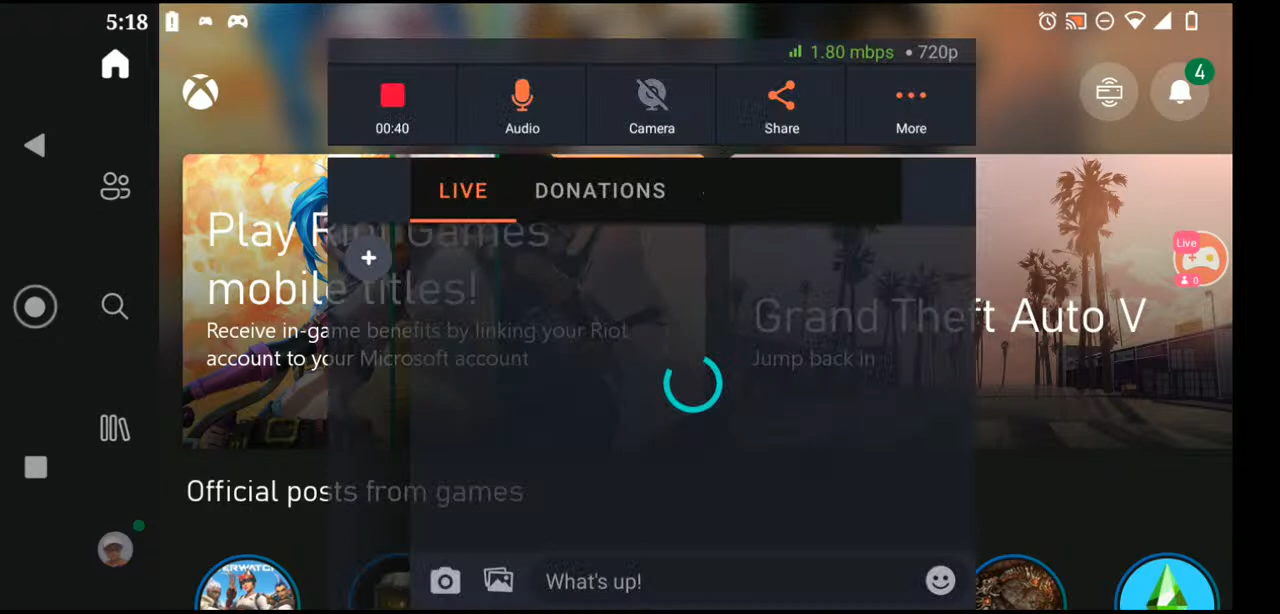 5:18
1.80 mbps • 720p
4
00:40
Audio
Camera
Share
More
LIVE
DONATIONS
Play Riot Games
mobile titles!
Receive in-game benefits by linking your Riot
account to your Microsoft account
Live
0
Grand Theft Auto V
Jump back in
Official posts from games
What's up!